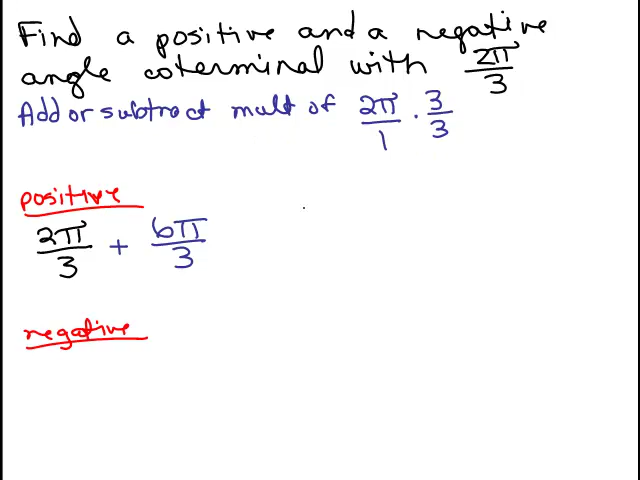 Find a positive and a negative
angle coterminal with 2π/3
Add or subtract mult of 2π/1 · 3/3
positive
2π/3 + 6π/3
negative